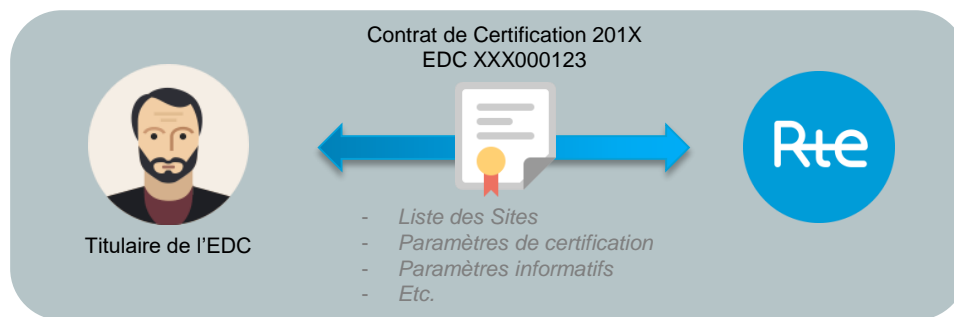 Contrat de Certification 201X
EDC XXX000123
Rte
Titulaire de l'EDC
- Liste des Sites
- Paramètres de certification
- Paramètres informatifs
- Etc.